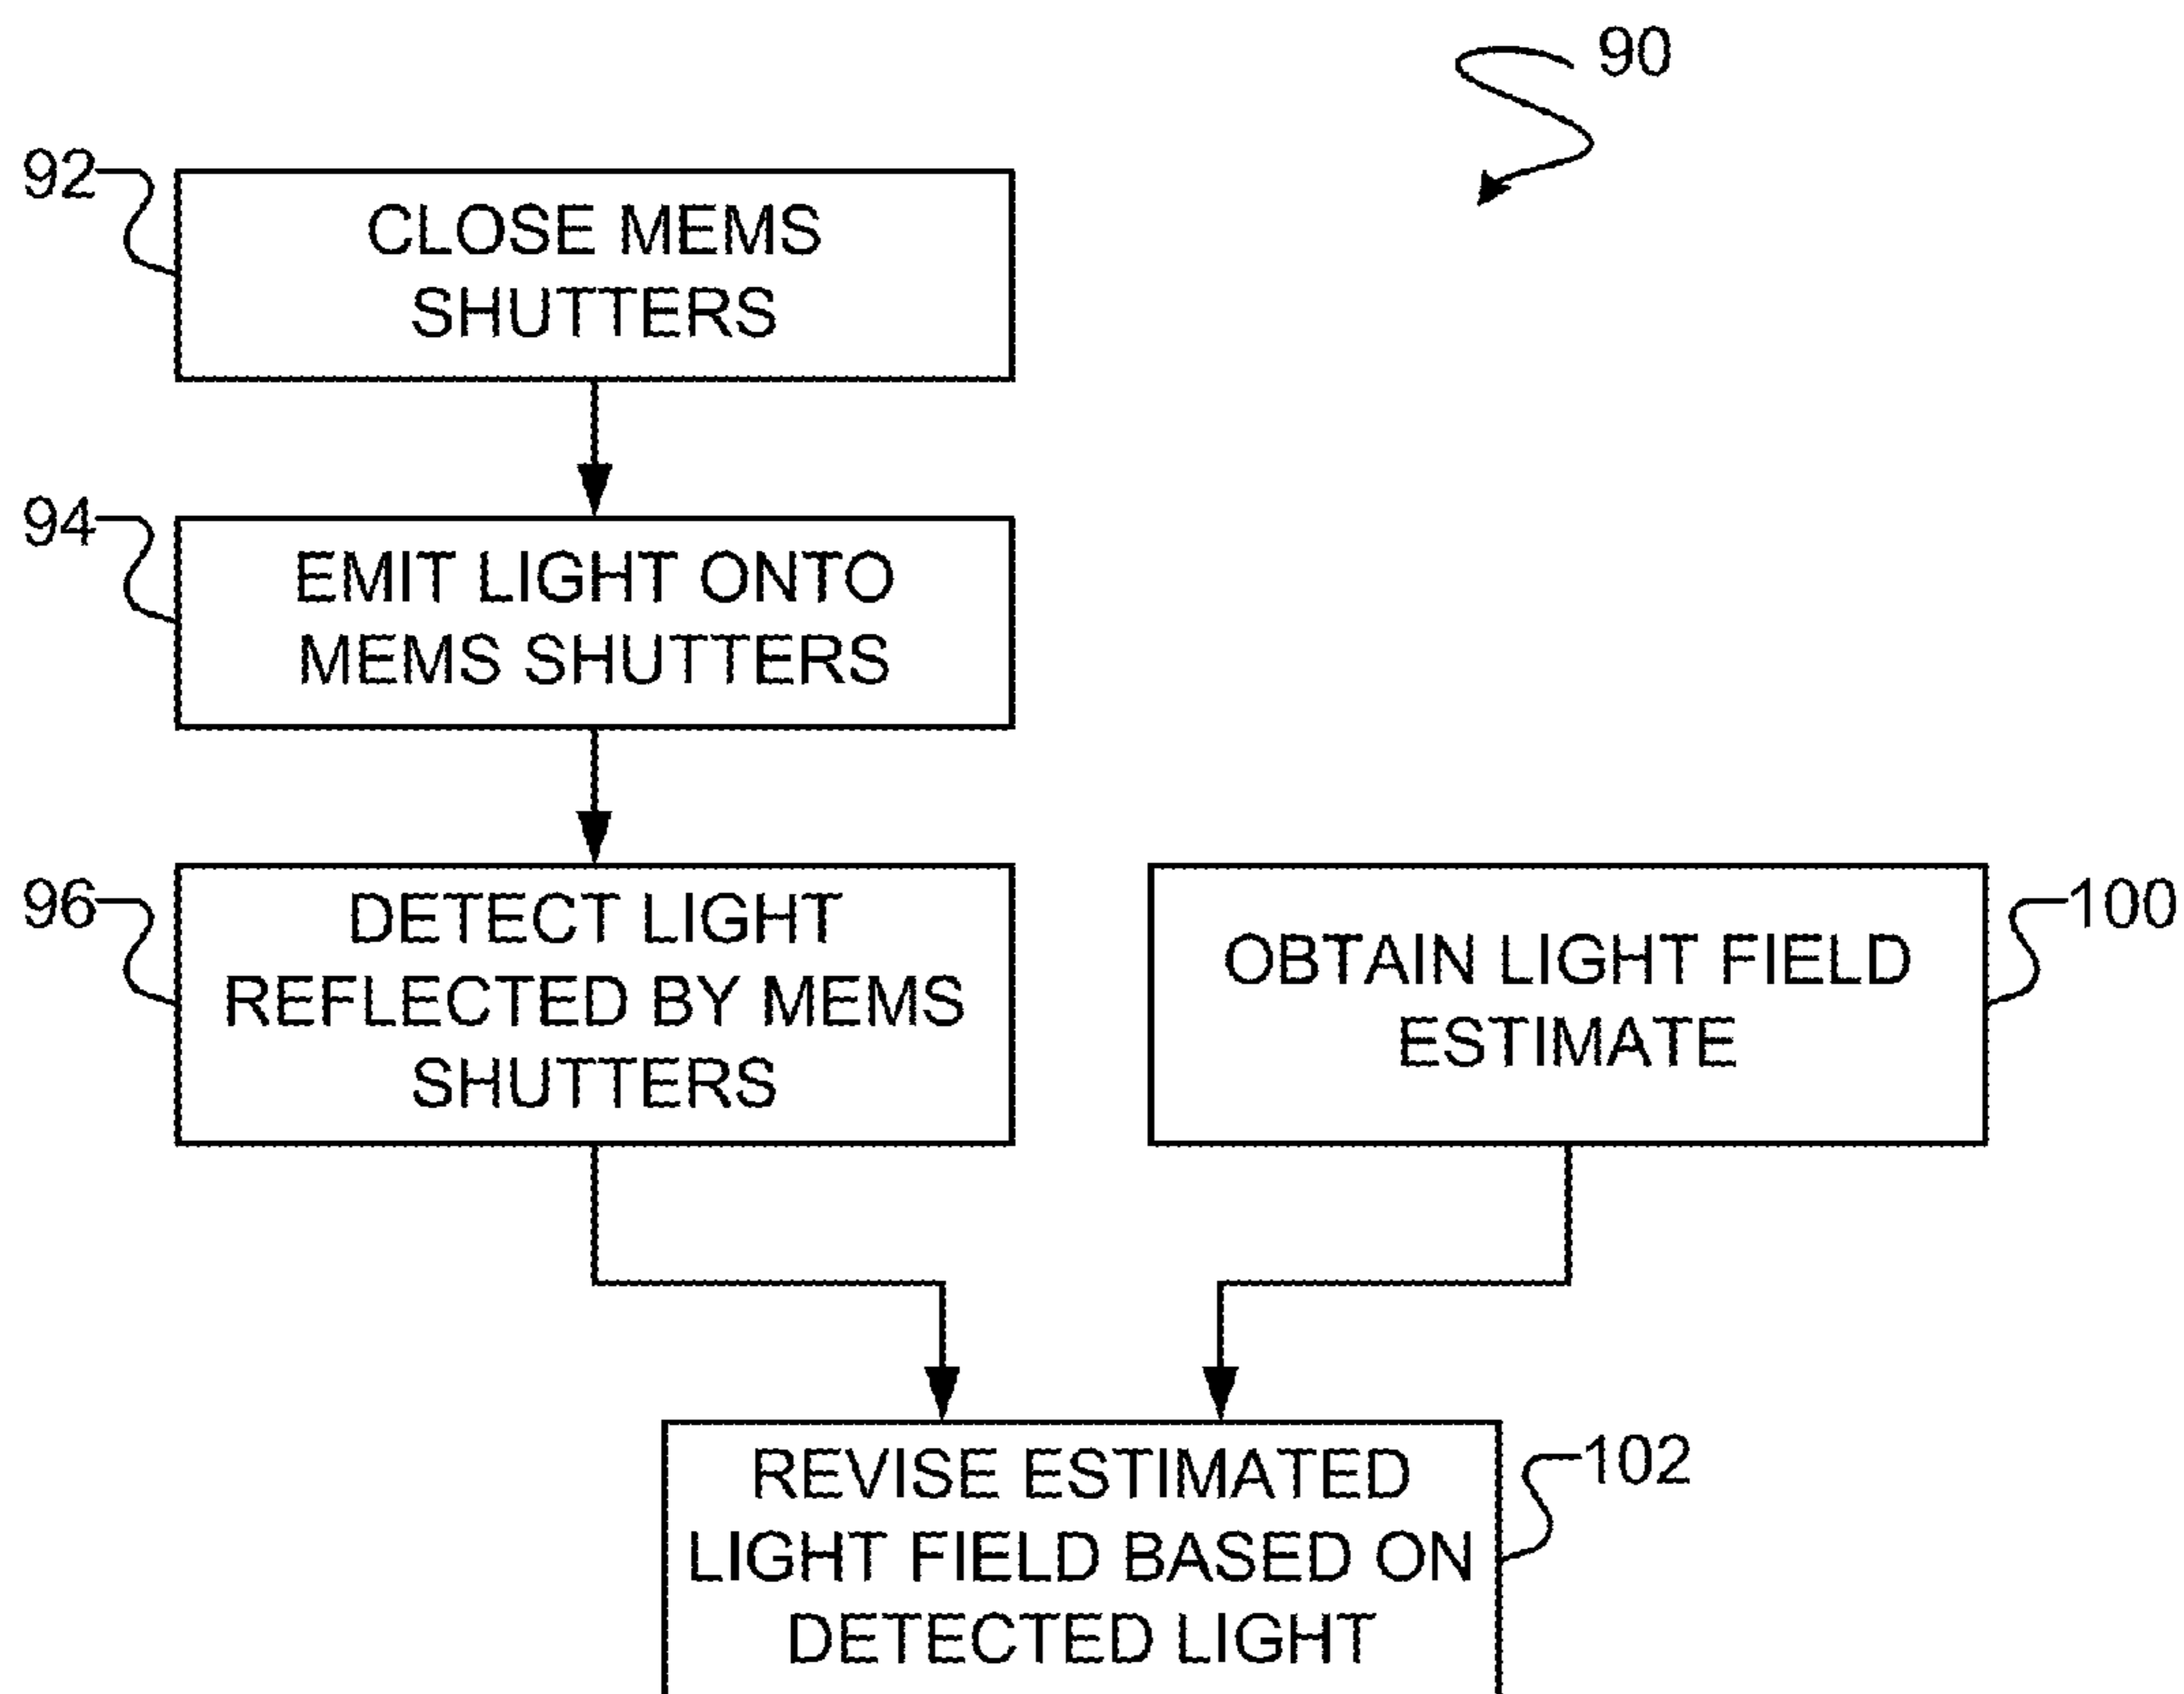 90
92
CLOSE MEMS
SHUTTERS
94
EMIT LIGHT ONTO
MEMS SHUTTERS
96
DETECT LIGHT
REFLECTED BY MEMS
SHUTTERS
OBTAIN LIGHT FIELD
ESTIMATE
100
REVISE ESTIMATED
LIGHT FIELD BASED ON
DETECTED LIGHT
102